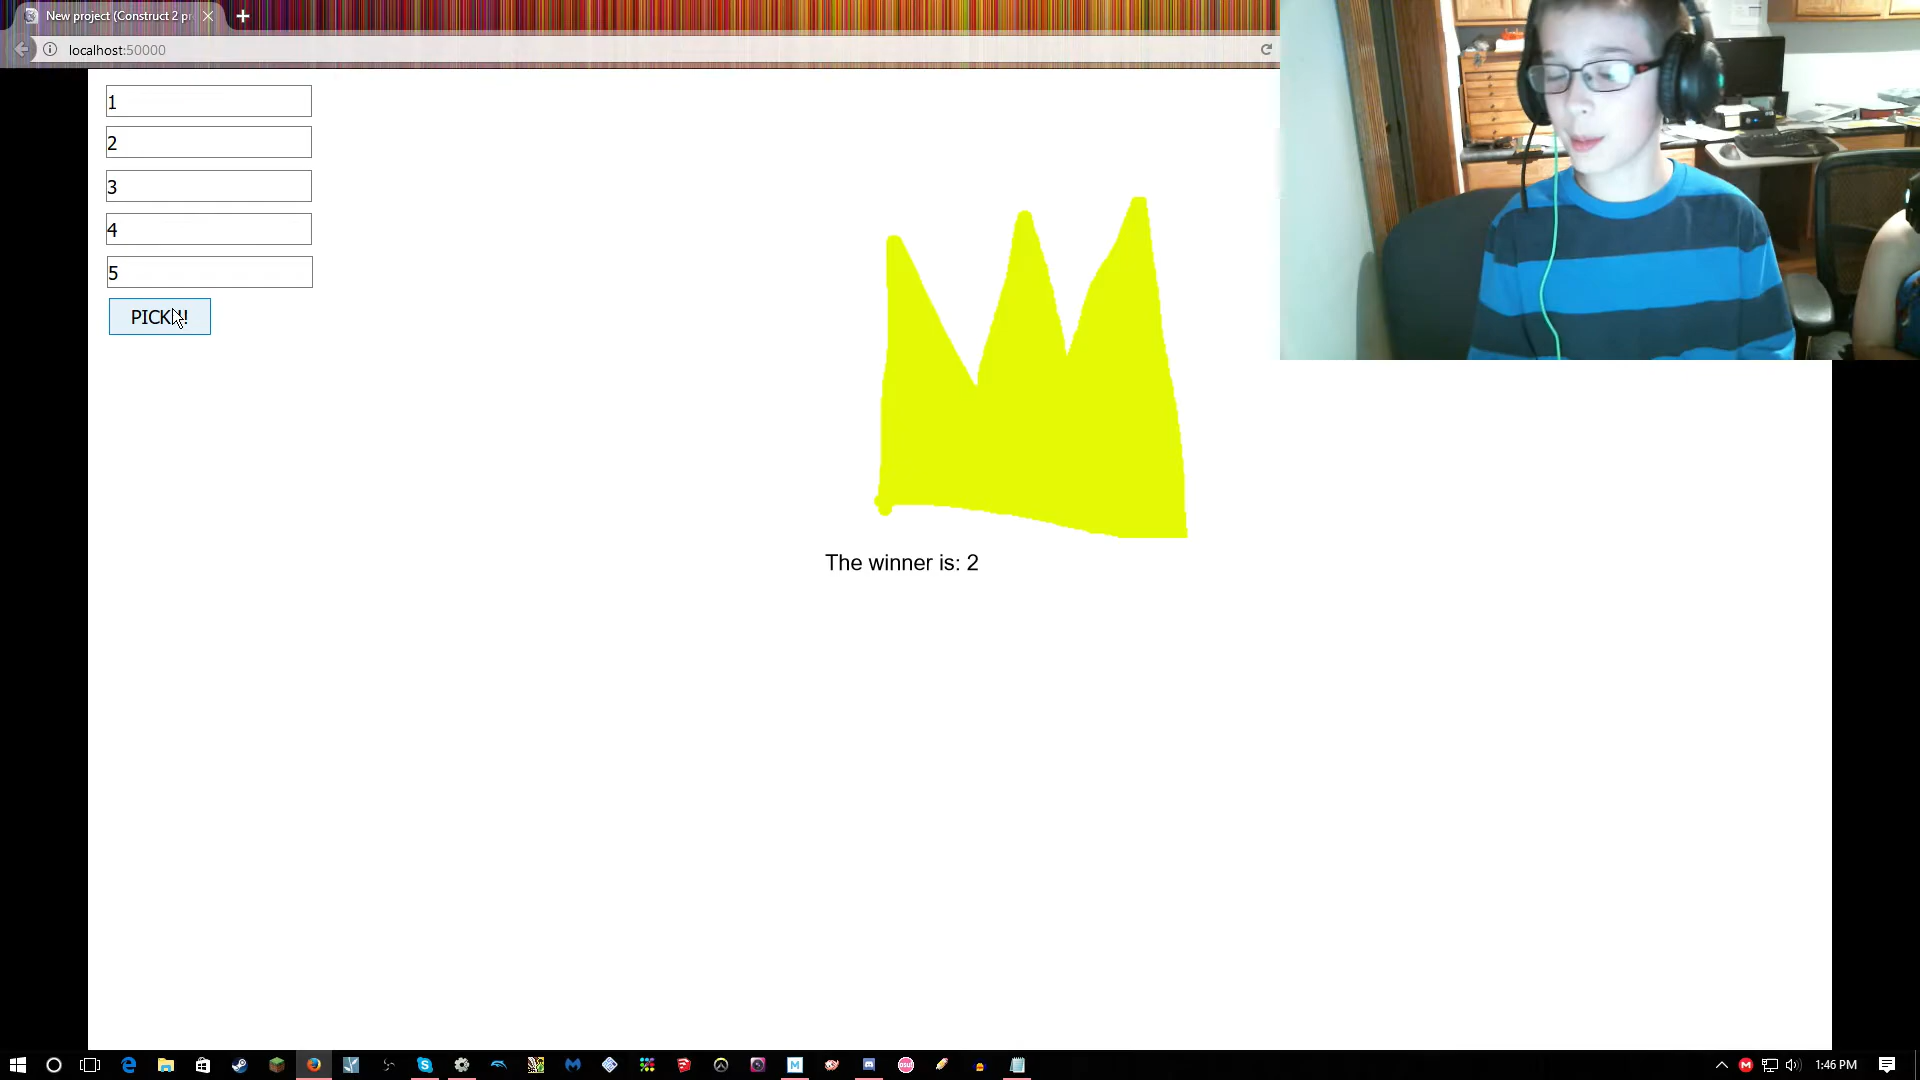 New project (Construct 2 pr
localhost:50000
1
2
3
4
5
PICK!!!
The winner is: 2
1:46 PM